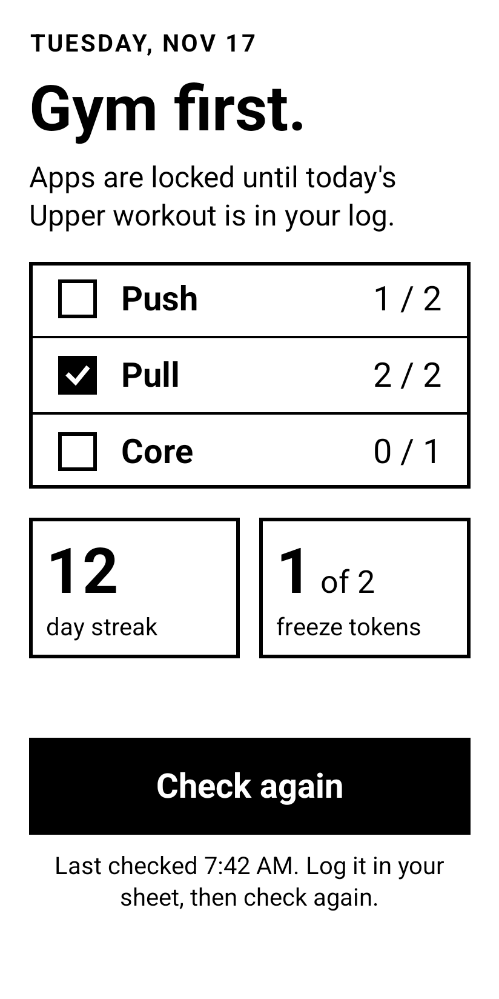 TUESDAY, NOV 17
Gym first.
Apps are locked until today's
Upper workout is in your log.
Push 1 / 2
Pull 2 / 2
Core 0 / 1
12
day streak
1 of 2
freeze tokens
Check again
Last checked 7:42 AM. Log it in your
sheet, then check again.